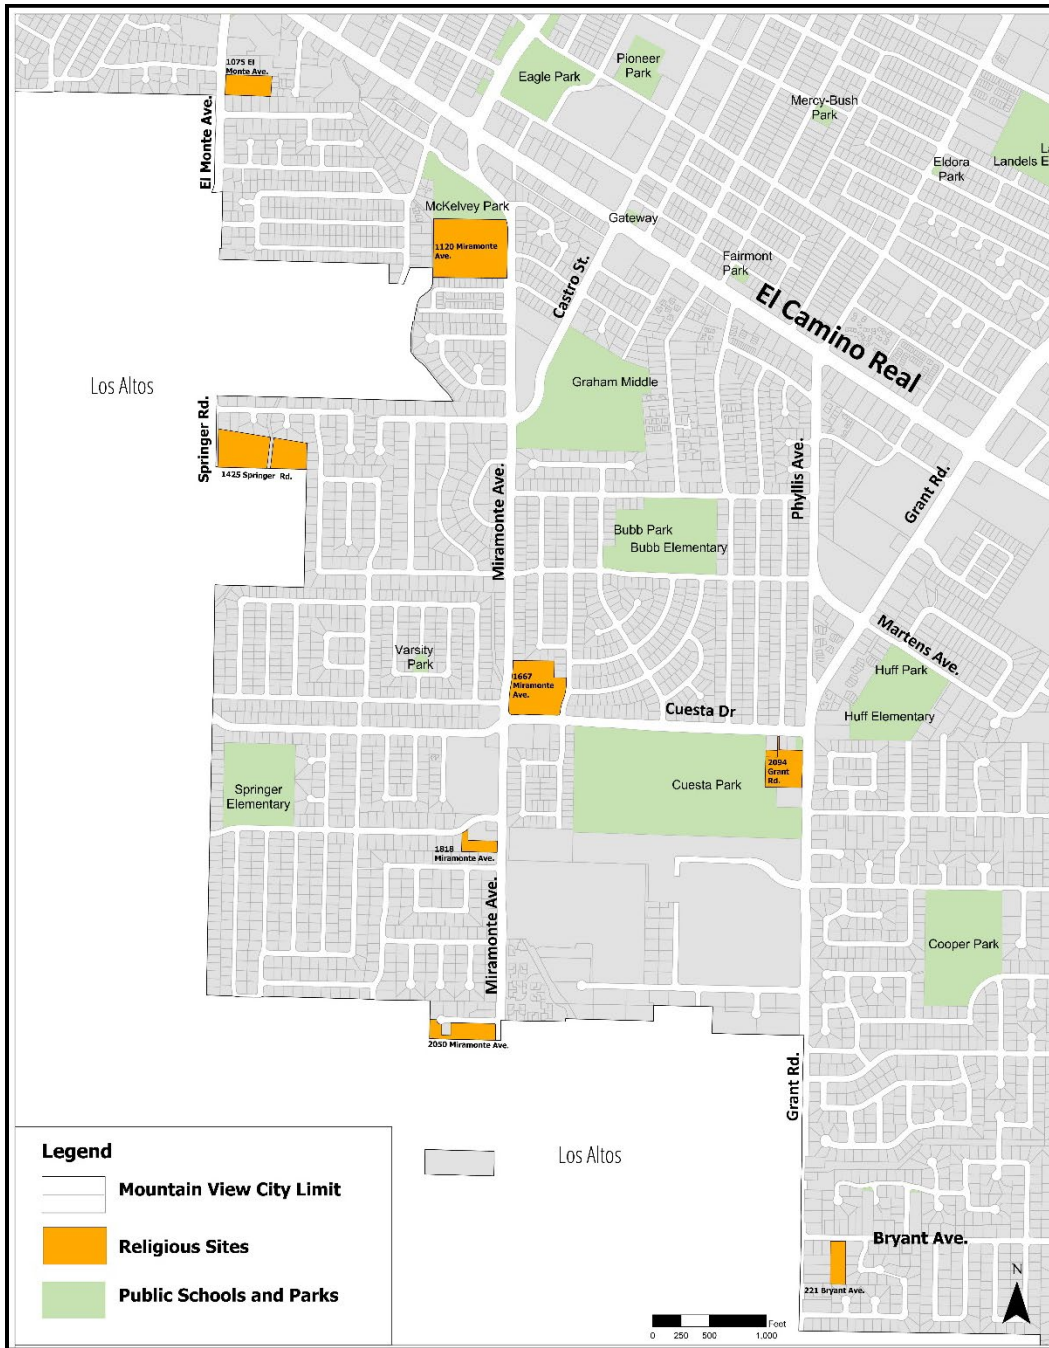 1075 El
Monte Ave.
Eagle Park
Pioneer
Park
Mercy-Bush
Park
Eldora
Park
La
Landels E
El Monte Ave.
McKelvey Park
1120 Miramonte
Ave.
Gateway
Fairmont
Park
Castro St.
El Camino Real
Los Altos
Graham Middle
Springer Rd.
1425 Springer Rd.
Miramonte Ave.
Phyllis Ave.
Grant Rd.
Bubb Park
Bubb Elementary
Varsity
Park
1667
Miramonte
Ave.
Cuesta Dr
Martens Ave.
Huff Park
Huff Elementary
Springer
Elementary
Cuesta Park
2094
Grant
Rd.
1818
Miramonte Ave.
Miramonte Ave.
Cooper Park
2050 Miramonte Ave.
Grant Rd.
Los Altos
Bryant Ave.
221 Bryant Ave.
Legend
Mountain View City Limit
Religious Sites
Public Schools and Parks
N
Feet
0 250 500 1,000